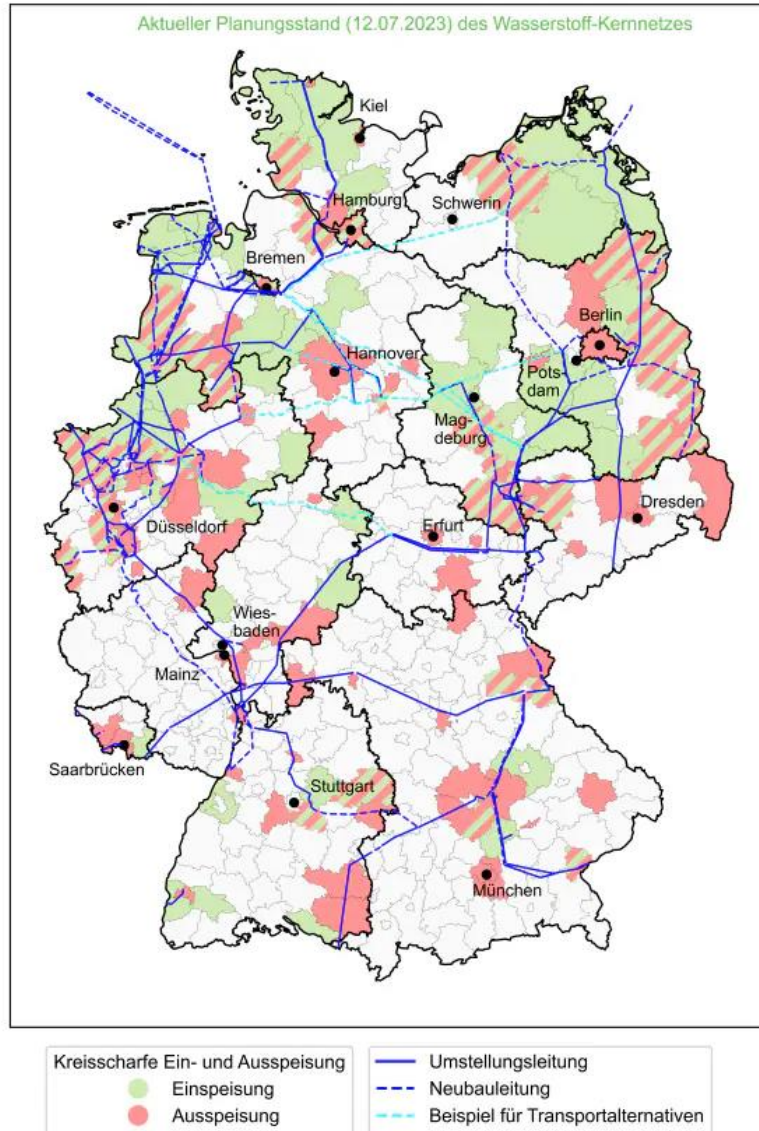 Aktueller Planungsstand (12.07.2023) des Wasserstoff-Kernnetzes
Kiel
Hamburg
Schwerin
Bremen
Berlin
Hannover
Pots-
dam
Mag-
deburg
Düsseldorf
Erfurt
Dresden
Wies-
baden
Mainz
Saarbrücken
Stuttgart
München
Kreisscharfe Ein- und Ausspeisung
Einspeisung
Ausspeisung
Umstellungsleitung
Neubauleitung
Beispiel für Transportalternativen